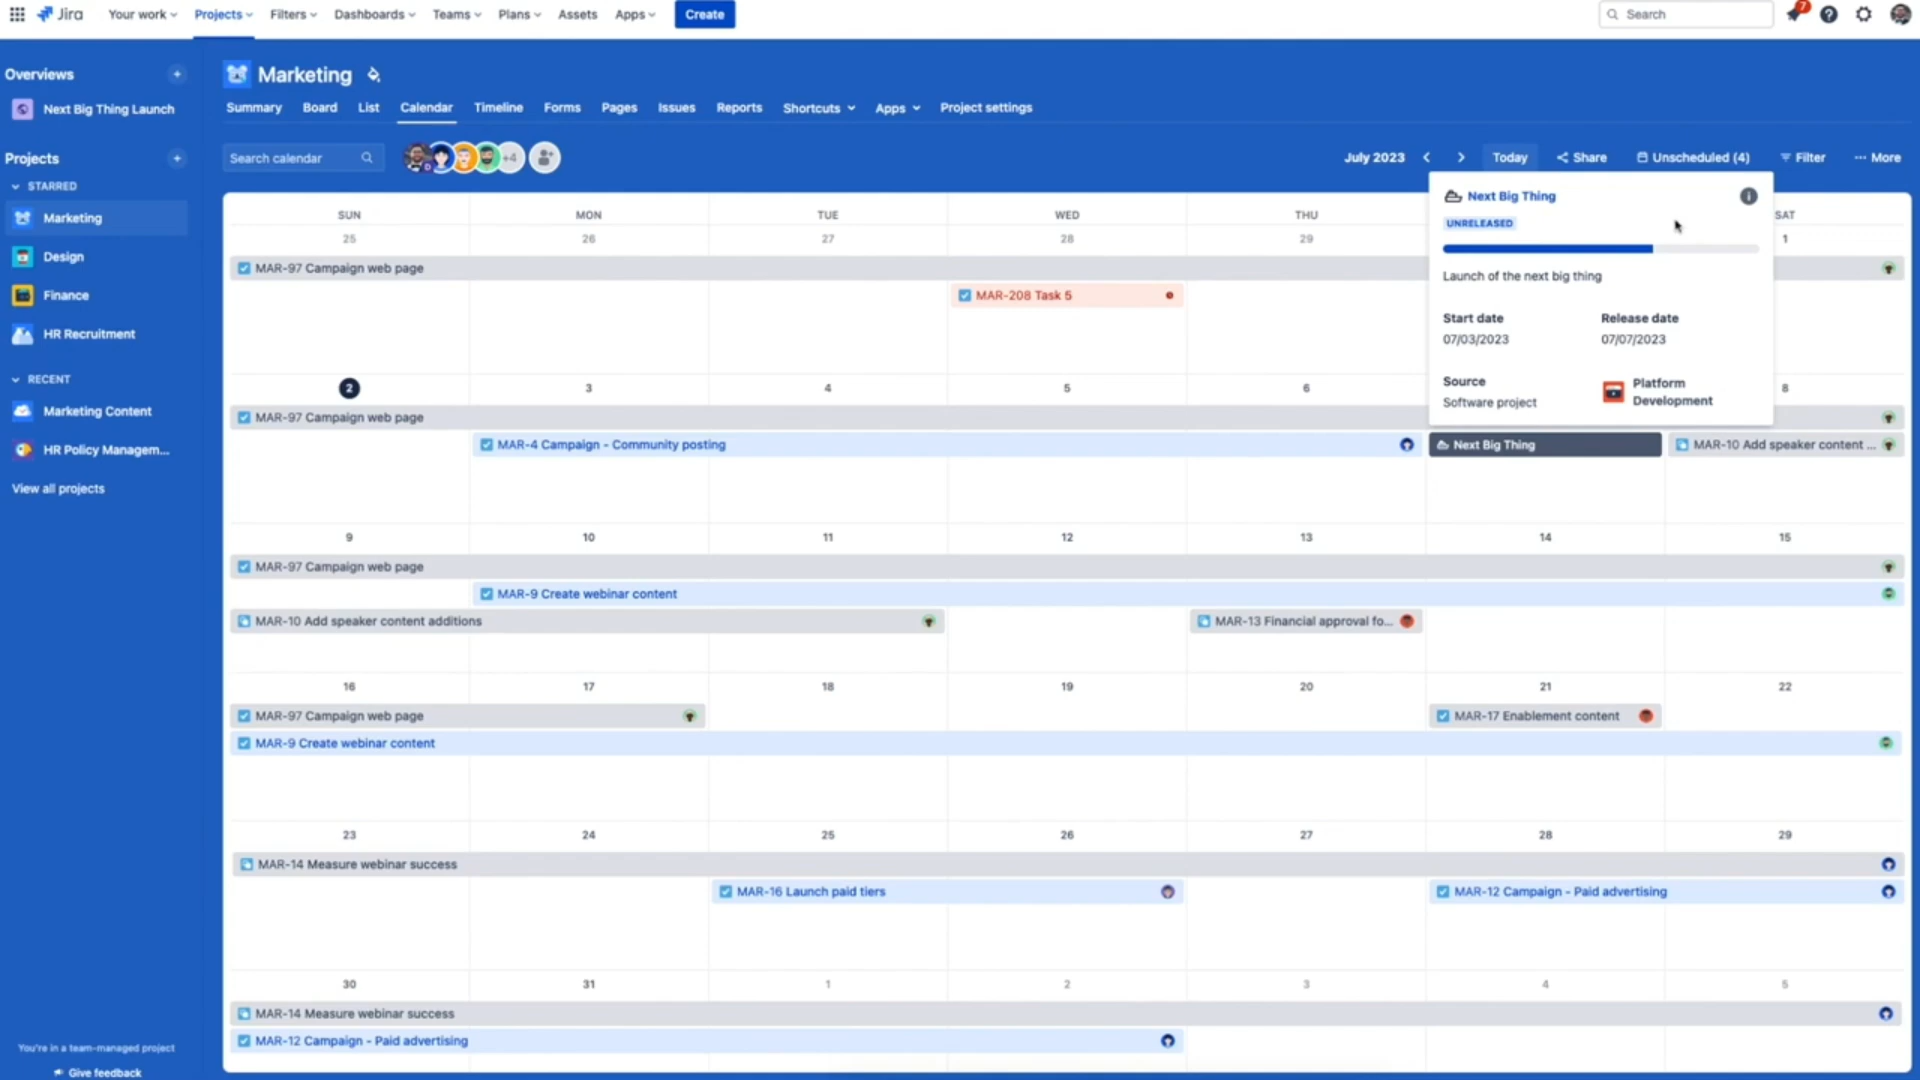 Jira
Your work Projects Filters Dashboards Teams Plans Assets Apps Create
Search
7
Overviews
Next Big Thing Launch
Projects
STARRED
Marketing
Design
Finance
HR Recruitment
RECENT
Marketing Content
HR Policy Managem...
View all projects
You're in a team-managed project
Give feedback
Marketing
Summary Board List Calendar Timeline Forms Pages Issues Reports Shortcuts Apps Project settings
Search calendar
+4
July 2023 Today Share Unscheduled (4) Filter More
SUN MON TUE WED THU SAT
25 26 27 28 29 1
MAR-97 Campaign web page
MAR-208 Task 5
Next Big Thing
UNRELEASED
Launch of the next big thing
Start date Release date
07/03/2023 07/07/2023
Source
Software project
Platform
Development
2 3 4 5 6 8
MAR-97 Campaign web page
MAR-4 Campaign - Community posting
Next Big Thing
MAR-10 Add speaker content ...
9 10 11 12 13 14 15
MAR-97 Campaign web page
MAR-9 Create webinar content
MAR-10 Add speaker content additions
MAR-13 Financial approval fo...
16 17 18 19 20 21 22
MAR-97 Campaign web page
MAR-17 Enablement content
MAR-9 Create webinar content
23 24 25 26 27 28 29
MAR-14 Measure webinar success
MAR-16 Launch paid tiers
MAR-12 Campaign - Paid advertising
30 31 1 2 3 4 5
MAR-14 Measure webinar success
MAR-12 Campaign - Paid advertising